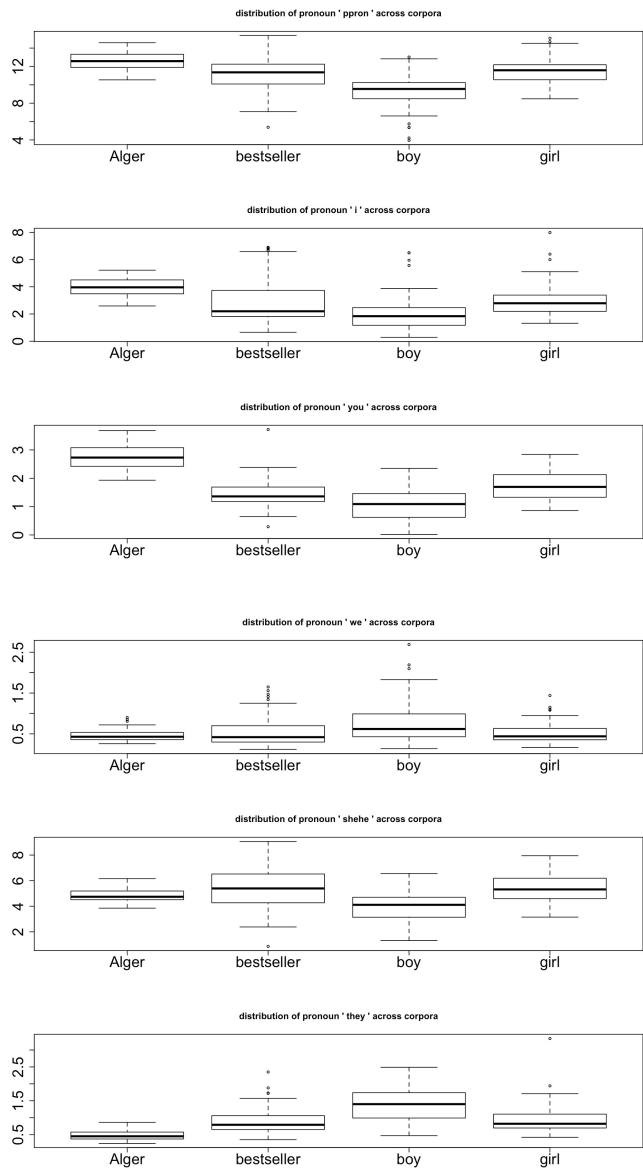 distribution of pronoun ' ppron ' across corpora
12
8
4
Alger bestseller boy girl
distribution of pronoun ' i ' across corpora
8
6
4
2
0
Alger bestseller boy girl
distribution of pronoun ' you ' across corpora
3
2
1
0
Alger bestseller boy girl
distribution of pronoun ' we ' across corpora
2.5
1.5
0.5
Alger bestseller boy girl
distribution of pronoun ' shehe ' across corpora
8
6
4
2
Alger bestseller boy girl
distribution of pronoun ' they ' across corpora
2.5
1.5
0.5
Alger bestseller boy girl